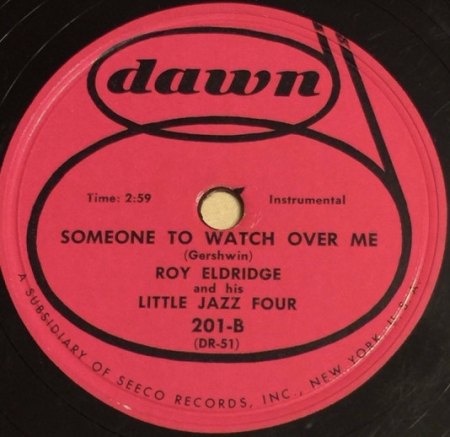 dawn
Time: 2:59
Instrumental
SOMEONE TO WATCH OVER ME
(Gershwin)
ROY ELDRIDGE
and his
LITTLE JAZZ FOUR
201-B
(DR-51)
A SUBSIDIARY OF SEECO RECORDS, INC., NEW YORK, U.S.A.